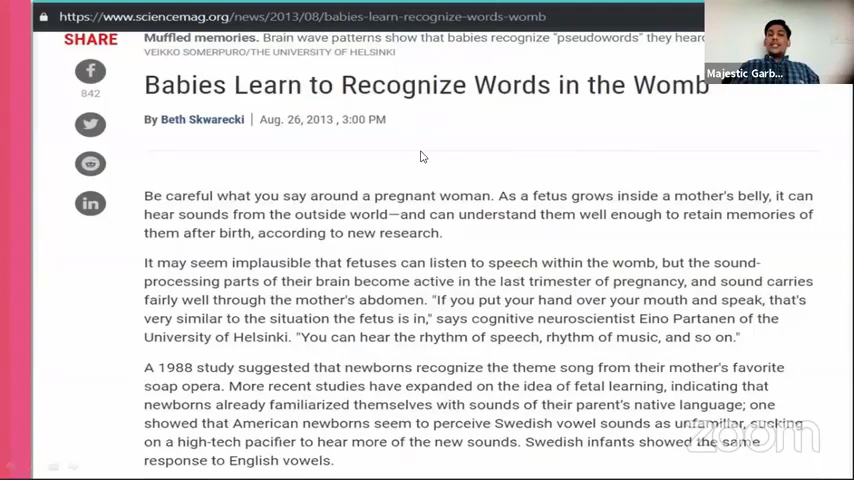 https://www.sciencemag.org/news/2013/08/babies-learn-recognize-words-womb
SHARE
Muffled memories. Brain wave patterns show that babies recognize "pseudowords" they heard
VEIKKO SOMERPURO/THE UNIVERSITY OF HELSINKI
Majestic Garb...
842
Babies Learn to Recognize Words in the Womb
By Beth Skwarecki | Aug. 26, 2013 , 3:00 PM
Be careful what you say around a pregnant woman. As a fetus grows inside a mother's belly, it can
hear sounds from the outside world—and can understand them well enough to retain memories of
them after birth, according to new research.
It may seem implausible that fetuses can listen to speech within the womb, but the sound-
processing parts of their brain become active in the last trimester of pregnancy, and sound carries
fairly well through the mother's abdomen. "If you put your hand over your mouth and speak, that's
very similar to the situation the fetus is in," says cognitive neuroscientist Eino Partanen of the
University of Helsinki. "You can hear the rhythm of speech, rhythm of music, and so on."
A 1988 study suggested that newborns recognize the theme song from their mother's favorite
soap opera. More recent studies have expanded on the idea of fetal learning, indicating that
newborns already familiarized themselves with sounds of their parent's native language; one
showed that American newborns seem to perceive Swedish vowel sounds as unfamiliar, sucking
on a high-tech pacifier to hear more of the new sounds. Swedish infants showed the same
response to English vowels.
zoom